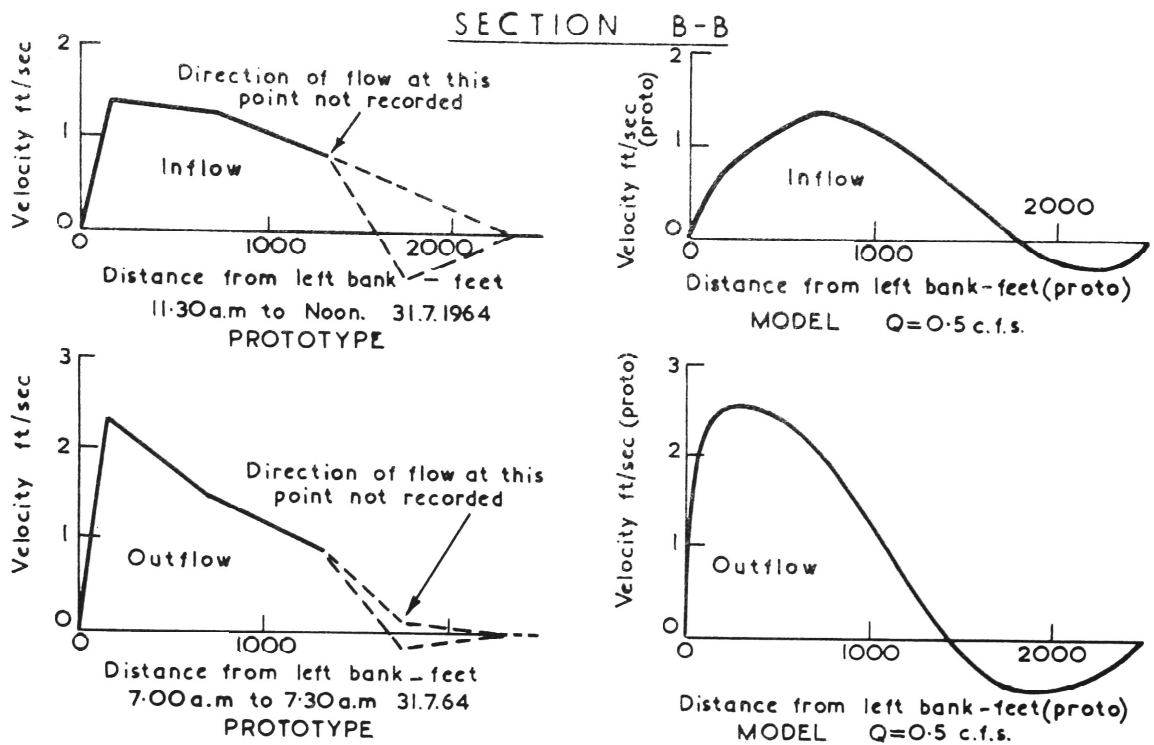 SECTION B-B
Velocity ft/sec
2
1
0
Direction of flow at this
point not recorded
Inflow
0
1000
2000
Distance from left bank - feet
11·30a.m to Noon. 31.7.1964
PROTOTYPE
Velocity ft/sec
(proto)
2
1
0
Inflow
0
1000
2000
Distance from left bank-feet(proto)
MODEL Q=0·5 c.f.s.
Velocity ft/sec
3
2
1
0
Direction of flow at this
point not recorded
Outflow
0
1000
Distance from left bank - feet
7·00a.m to 7·30a.m 31.7.64
PROTOTYPE
Velocity ft/sec (proto)
3
2
1
0
Outflow
0
1000
2000
Distance from left bank-feet(proto)
MODEL Q=0·5 c.f.s.